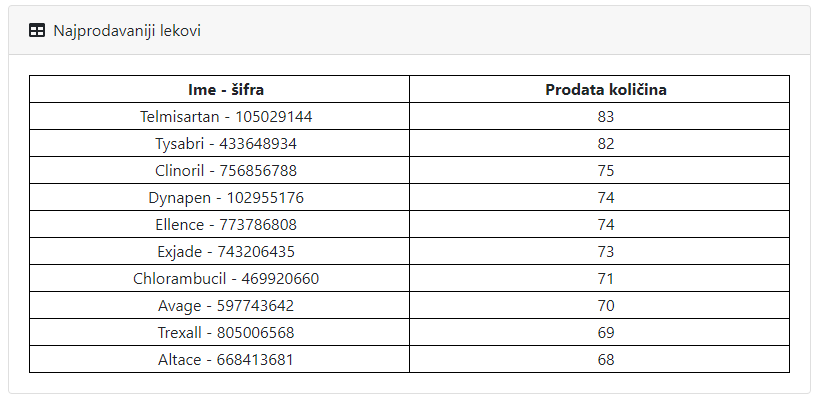 Najprodavaniji lekovi
Ime - šifra Prodata količina
Telmisartan - 105029144 83
Tysabri - 433648934 82
Clinoril - 756856788 75
Dynapen - 102955176 74
Ellence - 773786808 74
Exjade - 743206435 73
Chlorambucil - 469920660 71
Avage - 597743642 70
Trexall - 805006568 69
Altace - 668413681 68